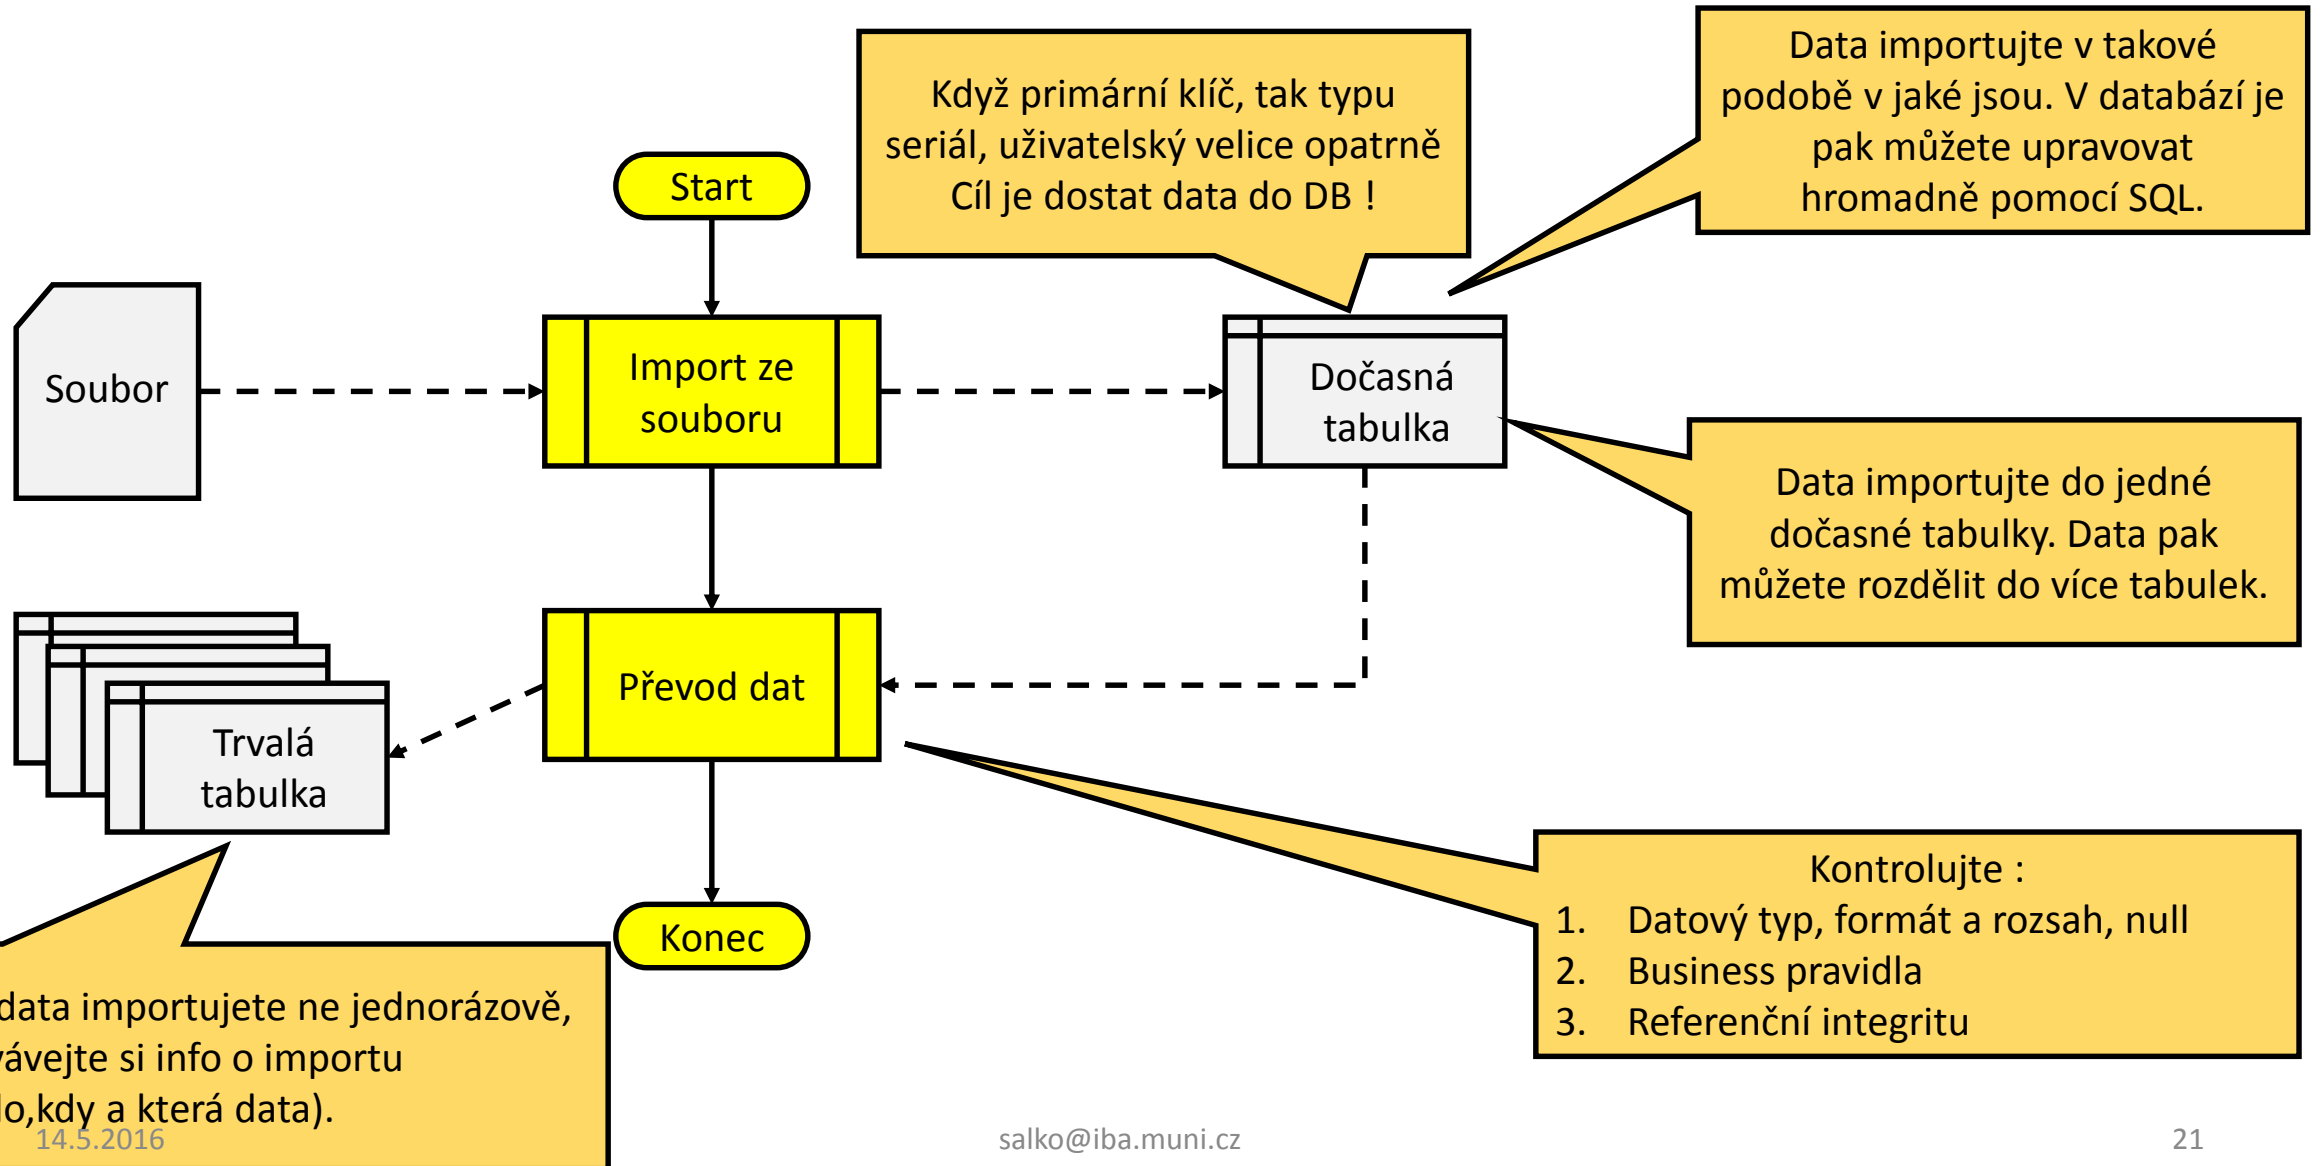 Když primární klíč, tak typu
seriál, uživatelský velice opatrně
Cíl je dostat data do DB !
Data importujte v takové
podobě v jaké jsou. V databází je
pak můžete upravovat
hromadně pomocí SQL.
Start
Soubor
Import ze
souboru
Dočasná
tabulka
Data importujte do jedné
dočasné tabulky. Data pak
můžete rozdělit do více tabulek.
Převod dat
Trvalá
tabulka
Kontrolujte :
1. Datový typ, formát a rozsah, null
2. Business pravidla
3. Referenční integritu
Konec
data importujete ne jednorázově,
si info o importu
kdy a která data).
14.5.2016
salko@iba.muni.cz
21